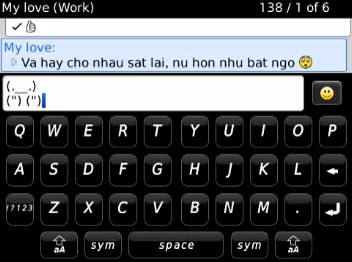 My love (Work) 138 / 1 of 6
My love:
Va hay cho nhau sat lai, nu hon nhu bat ngo
(.__.)
(") (")
Q W E R T Y U I O P
A S D F G H J K L
!?123 Z X C V B N M .
aA sym space sym aA